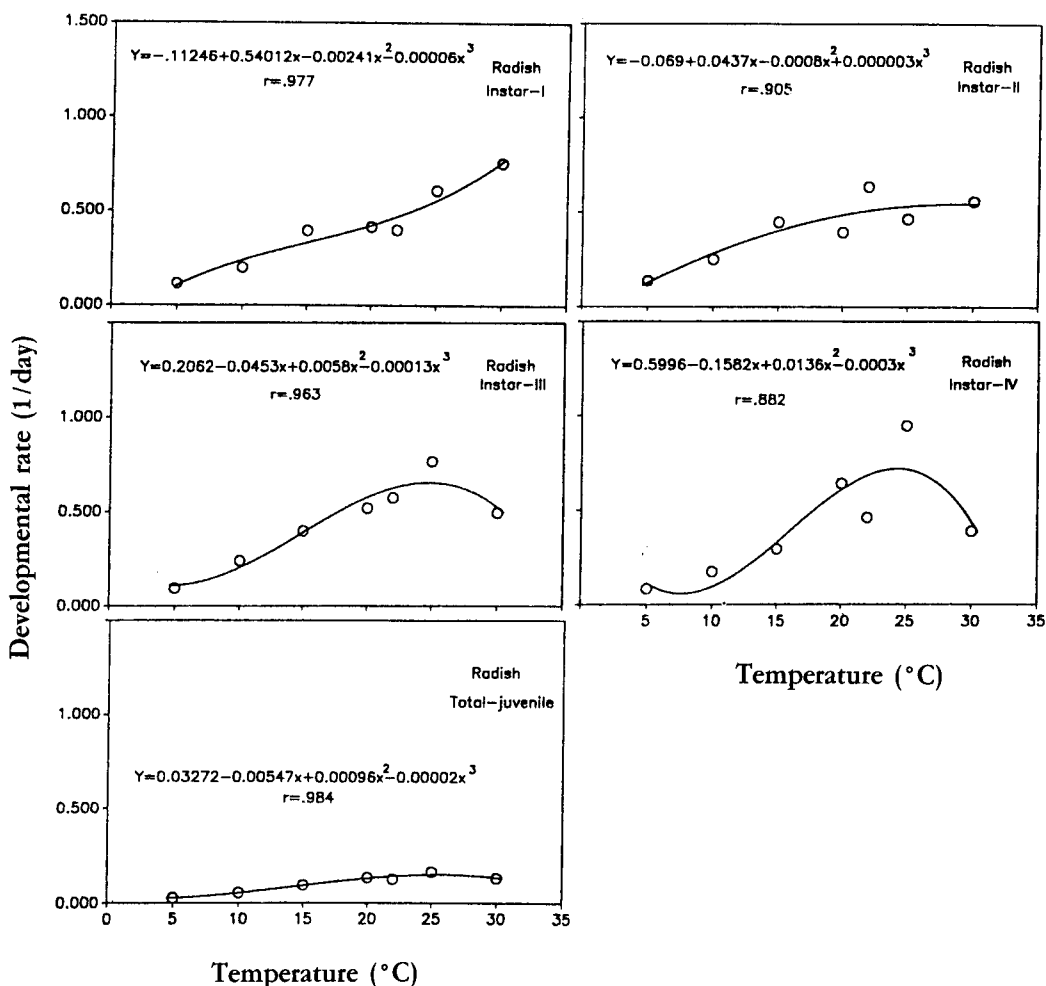 1.500
1.000
0.500
0.000
Y=-.11246+0.54012x-0.00241x²-0.00006x³
r=.977
Radish
Instar-I
Y=-0.069+0.0437x-0.0008x²+0.000003x³
r=.905
Radish
Instar-II
1.000
0.500
0.000
Y=0.2062-0.0453x+0.0058x²-0.00013x³
r=.963
Radish
Instar-III
Y=0.5996-0.1582x+0.0136x²-0.0003x³
r=.882
Radish
Instar-IV
5 10 15 20 25 30 35
Temperature (°C)
Developmental rate (1/day)
1.000
0.500
0.000
Radish
Total-juvenile
Y=0.03272-0.00547x+0.00096x²-0.00002x³
r=.984
0 5 10 15 20 25 30 35
Temperature (°C)